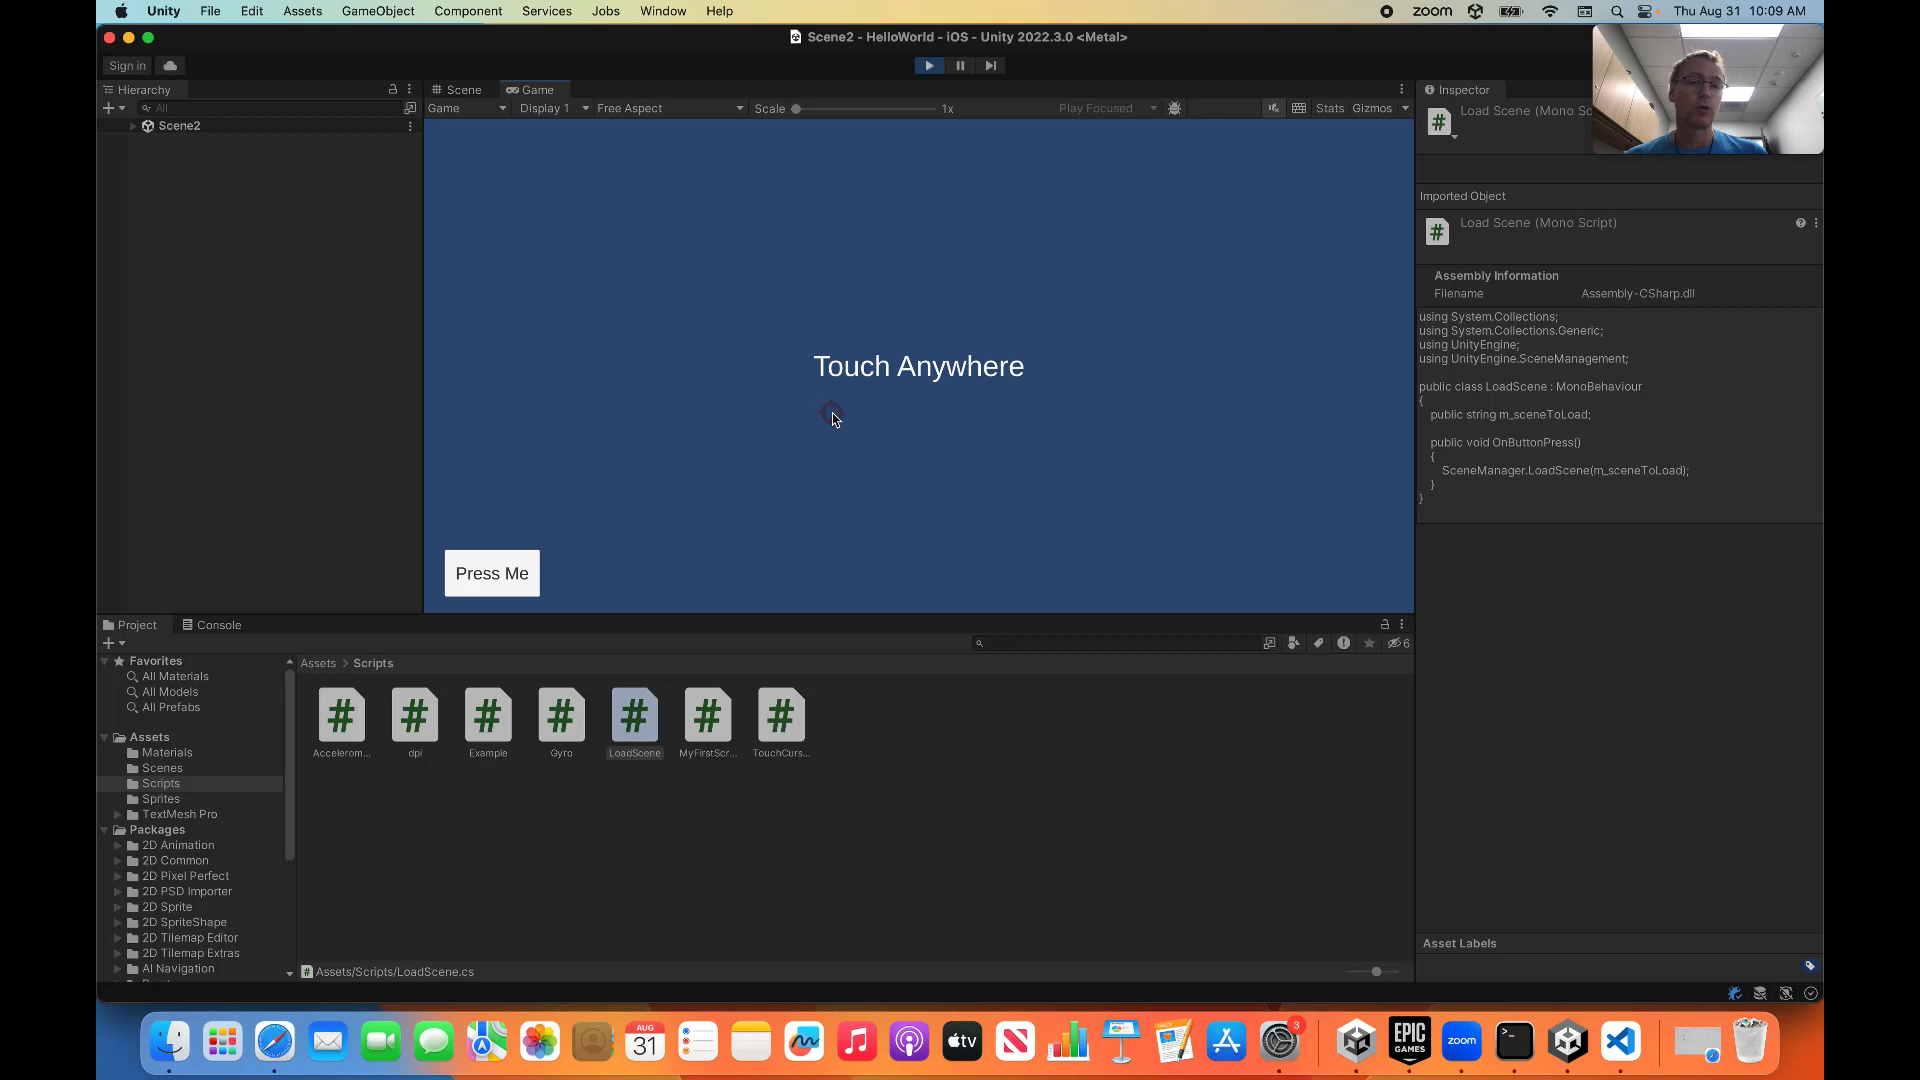 Unity File Edit Assets GameObject Component Services Jobs Window Help zoom Thu Aug 31 10:09 AM
Scene2 - HelloWorld - iOS - Unity 2022.3.0 <Metal>
Sign in
Hierarchy Scene Game Inspector
All Game Display 1 Free Aspect Scale 1x Play Focused Stats Gizmos Load Scene (Mono Sc
Scene2
Imported Object
Load Scene (Mono Script)
Assembly Information
Filename Assembly-CSharp.dll
using System.Collections;
using System.Collections.Generic;
using UnityEngine;
using UnityEngine.SceneManagement;
public class LoadScene : MonoBehaviour
{
public string m_sceneToLoad;
public void OnButtonPress()
{
SceneManager.LoadScene(m_sceneToLoad);
}
}
Touch Anywhere
Press Me
Project Console
6
Favorites
All Materials
All Models
All Prefabs
Assets
Materials
Scenes
Scripts
Sprites
TextMesh Pro
Packages
2D Animation
2D Common
2D Pixel Perfect
2D PSD Importer
2D Sprite
2D SpriteShape
2D Tilemap Editor
2D Tilemap Extras
AI Navigation
Assets > Scripts
Accelerom... dpi Example Gyro LoadScene MyFirstScr... TouchCurs...
Assets/Scripts/LoadScene.cs
Asset Labels
AUG
31
tv
3
EPIC
GAMES
zoom